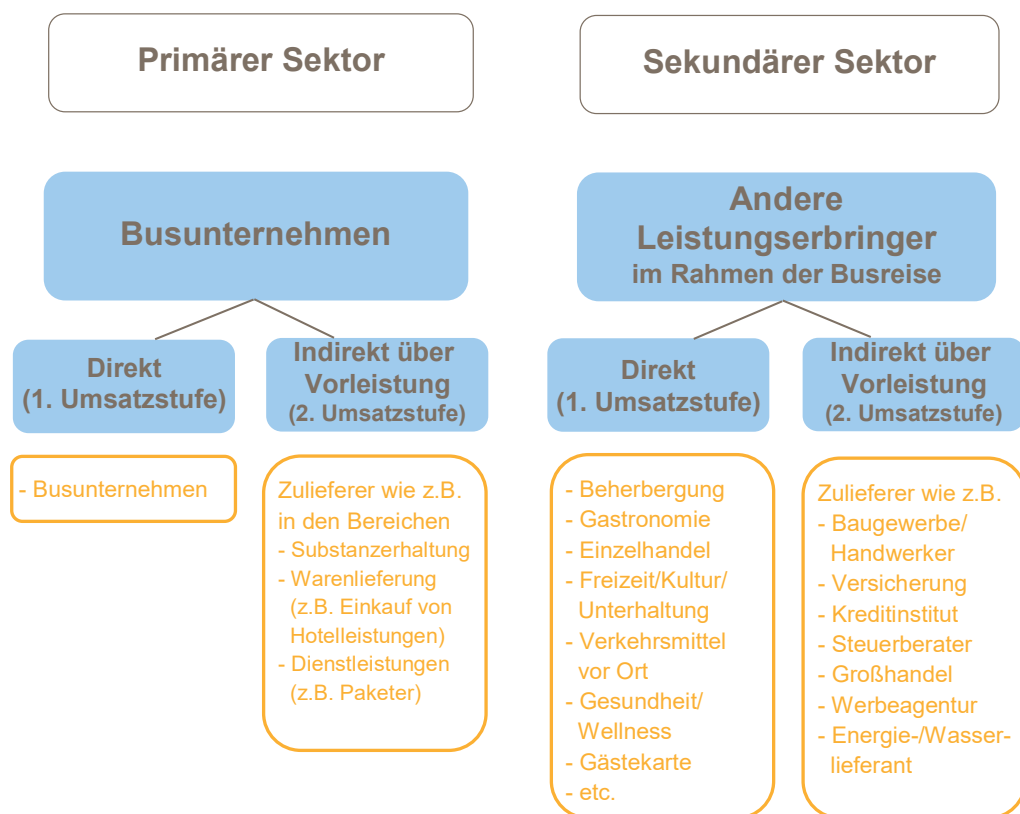 Primärer Sektor
Sekundärer Sektor
Busunternehmen
Andere
Leistungserbringer
im Rahmen der Busreise
Direkt
(1. Umsatzstufe)
Indirekt über
Vorleistung
(2. Umsatzstufe)
Direkt
(1. Umsatzstufe)
Indirekt über
Vorleistung
(2. Umsatzstufe)
- Busunternehmen
Zulieferer wie z.B.
in den Bereichen
- Substanzerhaltung
- Warenlieferung
(z.B. Einkauf von
Hotelleistungen)
- Dienstleistungen
(z.B. Paketer)
- Beherbergung
- Gastronomie
- Einzelhandel
- Freizeit/Kultur/
Unterhaltung
- Verkehrsmittel
vor Ort
- Gesundheit/
Wellness
- Gästekarte
- etc.
Zulieferer wie z.B.
- Baugewerbe/
Handwerker
- Versicherung
- Kreditinstitut
- Steuerberater
- Großhandel
- Werbeagentur
- Energie-/Wasser-
lieferant